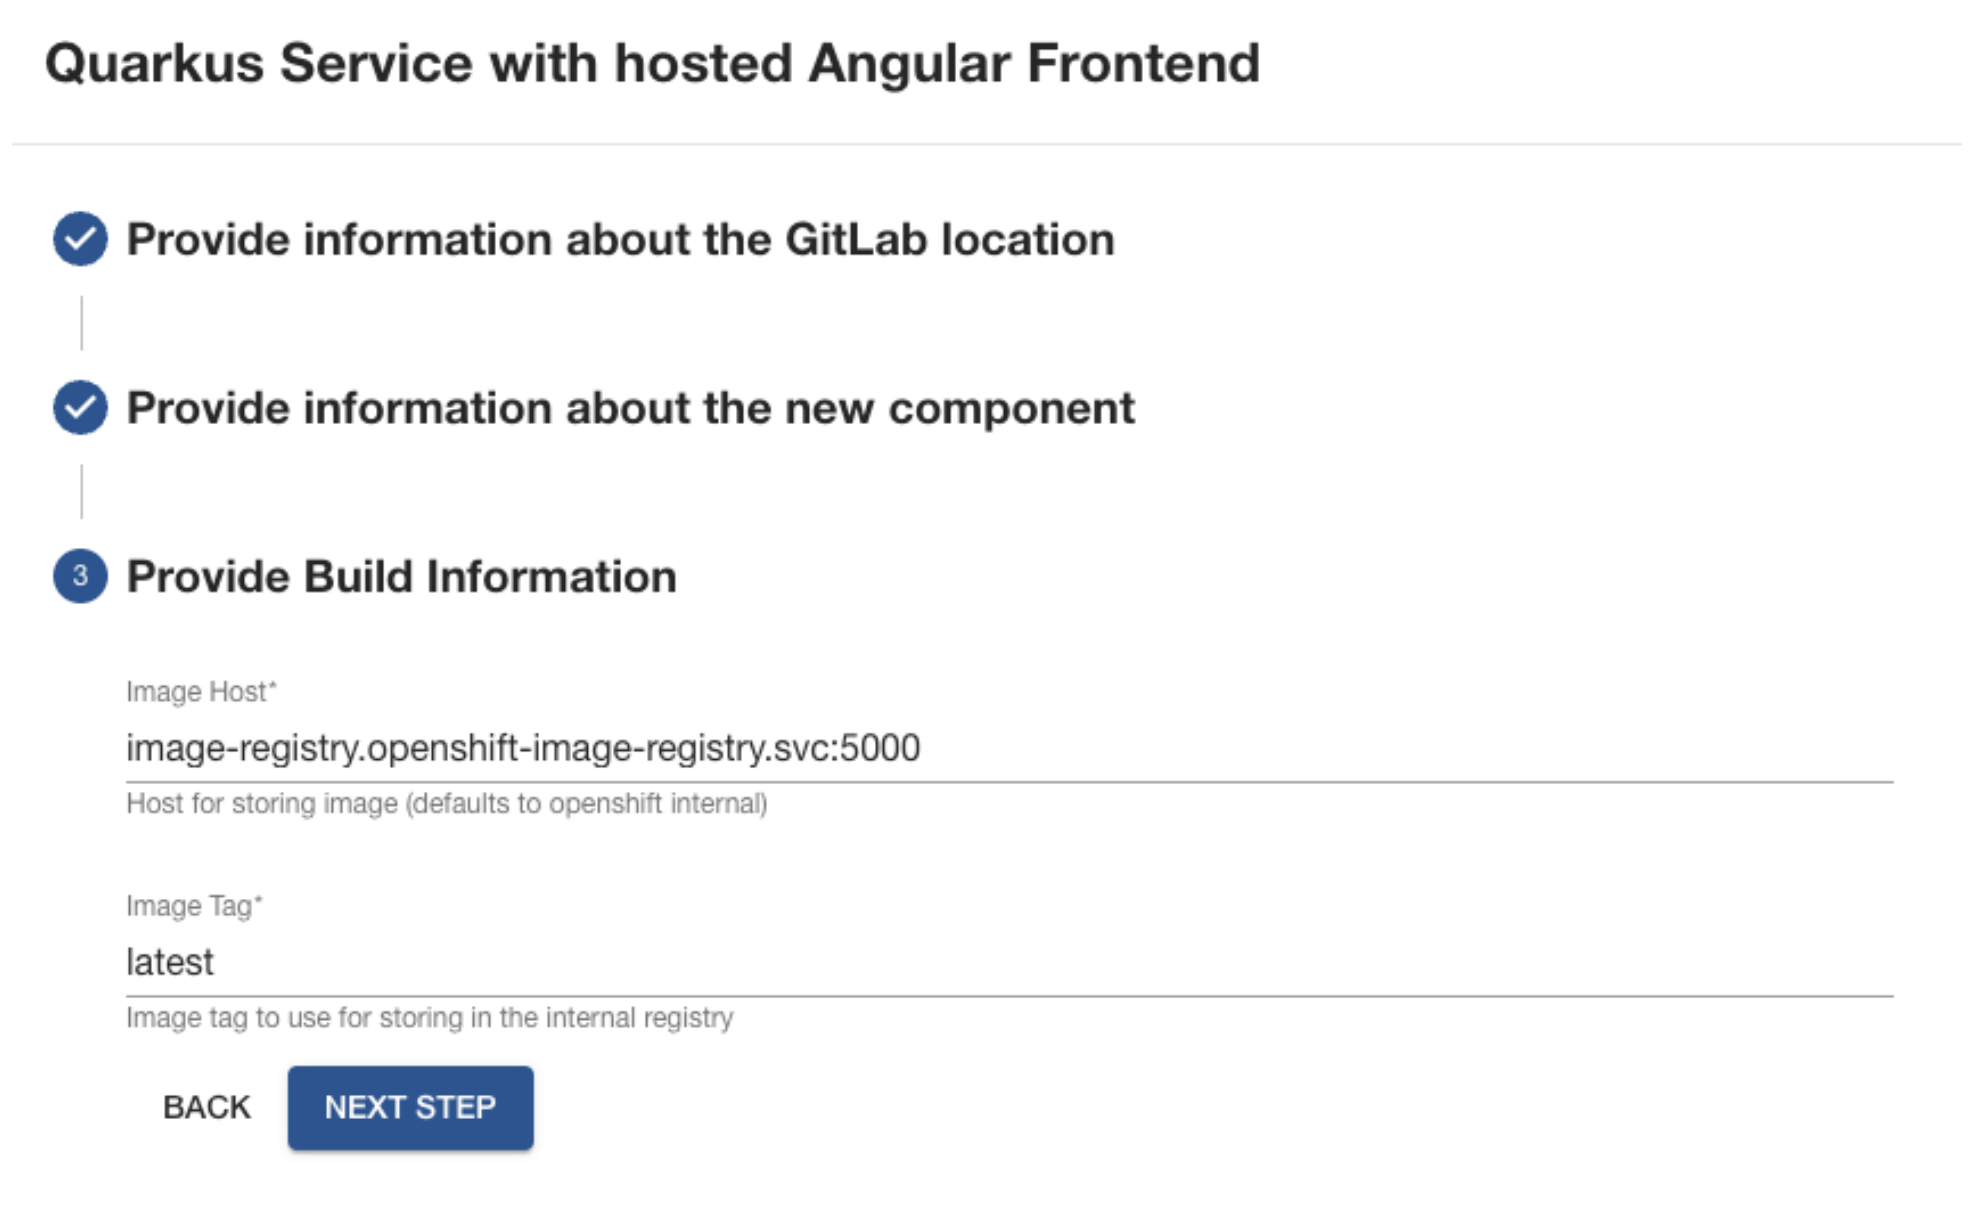 Quarkus Service with hosted Angular Frontend
Provide information about the GitLab location
Provide information about the new component
3 Provide Build Information
Image Host*
image-registry.openshift-image-registry.svc:5000
Host for storing image (defaults to openshift internal)
Image Tag*
latest
Image tag to use for storing in the internal registry
BACK NEXT STEP